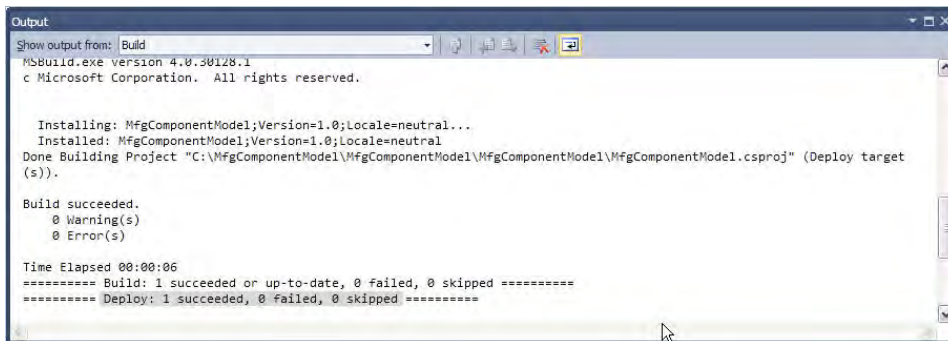 Output
Show output from: Build
MSBuild.exe Version 4.0.30128.1
c Microsoft Corporation.  All rights reserved.
Installing: MfgComponentModel;Version=1.0;Locale=neutral...
Installed: MfgComponentModel;Version=1.0;Locale=neutral
Done Building Project "C:\MfgComponentModel\MfgComponentModel\MfgComponentModel\MfgComponentModel.csproj" (Deploy target
(s)).
Build succeeded.
0 Warning(s)
0 Error(s)
Time Elapsed 00:00:06
========== Build: 1 succeeded or up-to-date, 0 failed, 0 skipped ==========
========== Deploy: 1 succeeded, 0 failed, 0 skipped ==========